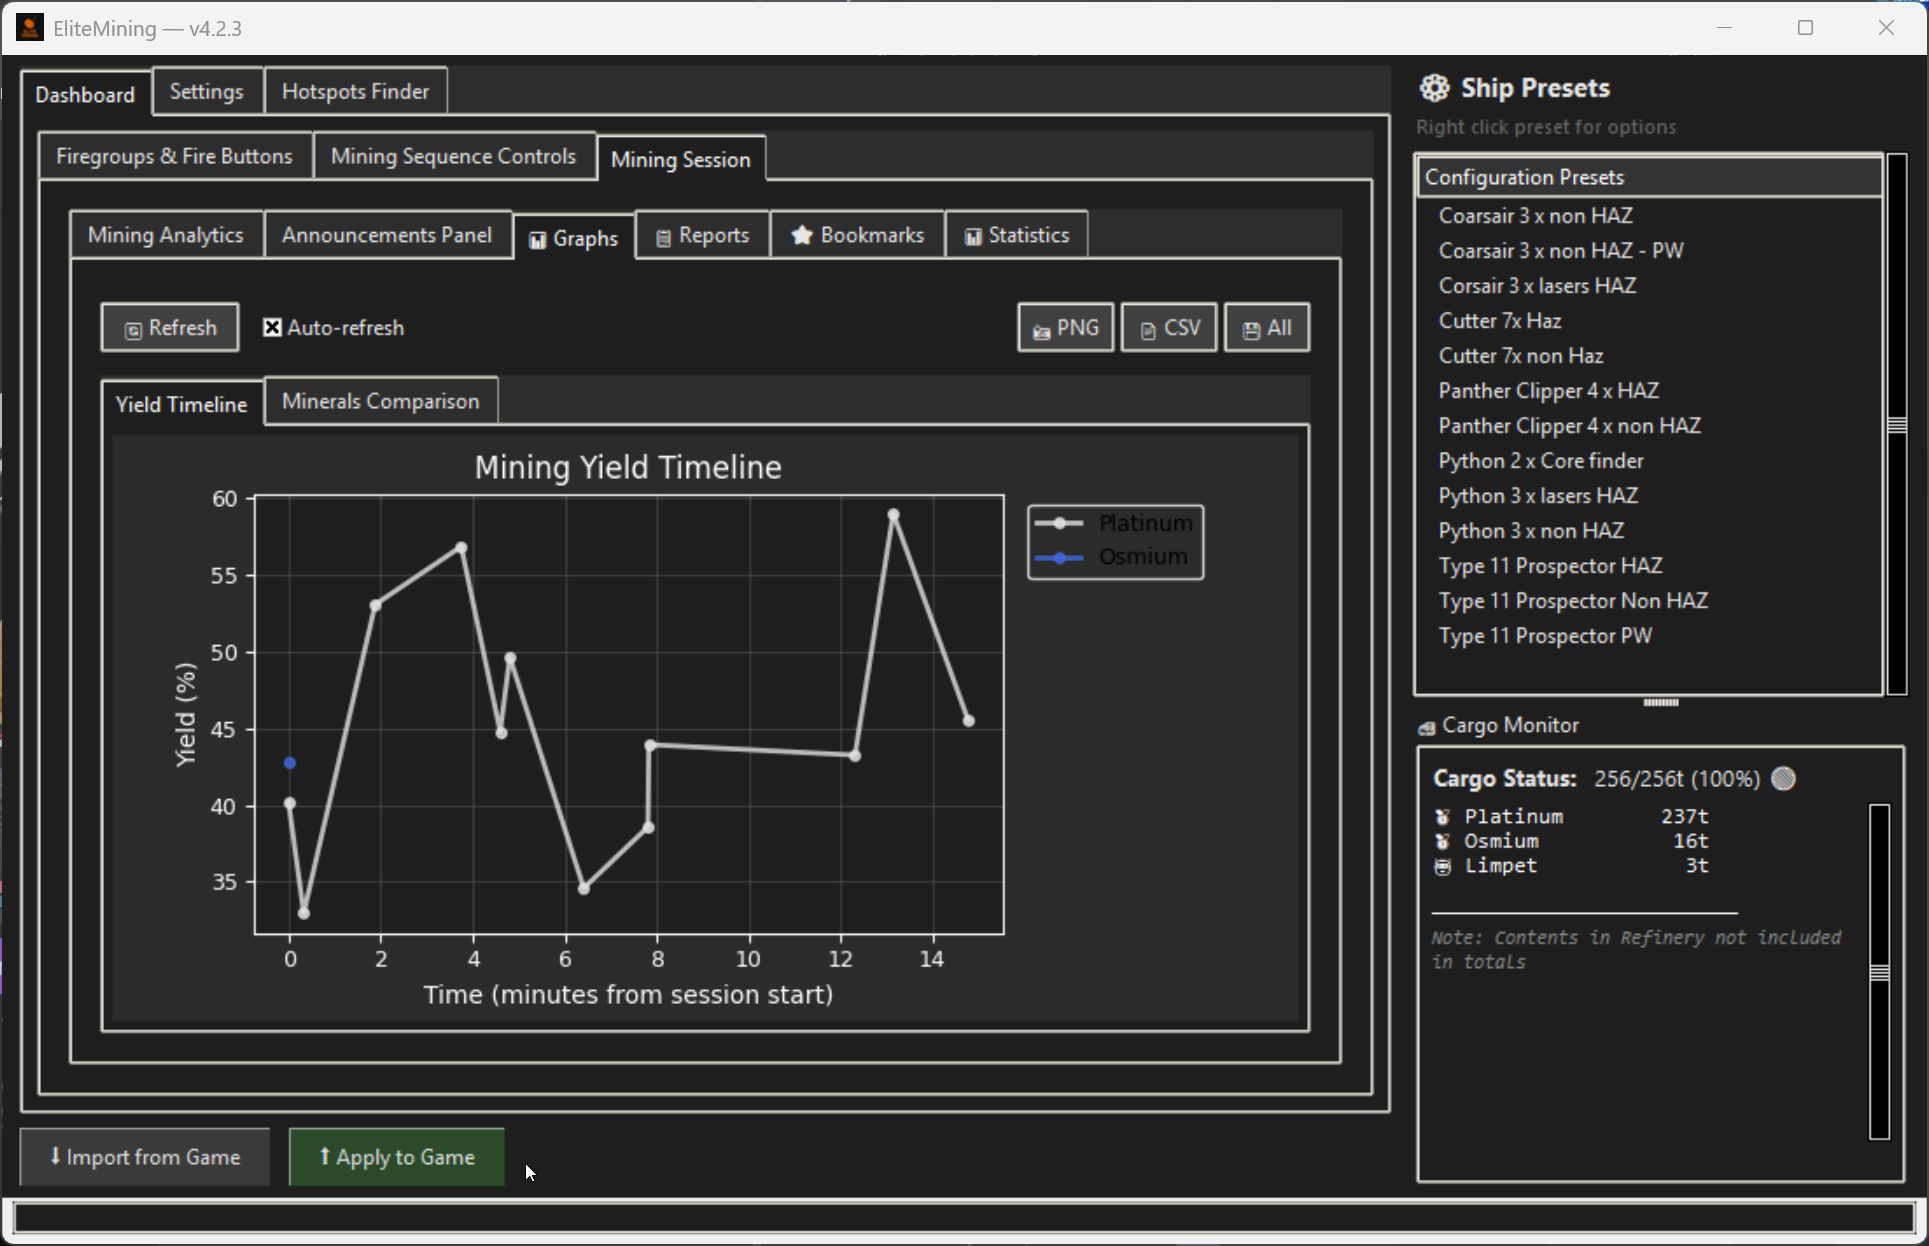 EliteMining — v4.2.3
Dashboard
Settings
Hotspots Finder
Firegroups & Fire Buttons
Mining Sequence Controls
Mining Session
Mining Analytics
Announcements Panel
Graphs
Reports
Bookmarks
Statistics
Refresh
Auto-refresh
PNG
CSV
All
Yield Timeline
Minerals Comparison
Mining Yield Timeline
Yield (%)
60
55
50
45
40
35
0
2
4
6
8
10
12
14
Time (minutes from session start)
Platinum
Osmium
Import from Game
Apply to Game
Ship Presets
Right click preset for options
Configuration Presets
Coarsair 3 x non HAZ
Coarsair 3 x non HAZ - PW
Corsair 3 x lasers HAZ
Cutter 7x Haz
Cutter 7x non Haz
Panther Clipper 4 x HAZ
Panther Clipper 4 x non HAZ
Python 2 x Core finder
Python 3 x lasers HAZ
Python 3 x non HAZ
Type 11 Prospector HAZ
Type 11 Prospector Non HAZ
Type 11 Prospector PW
Cargo Monitor
Cargo Status: 256/256t (100%)
Platinum 237t
Osmium 16t
Limpet 3t
Note: Contents in Refinery not included
in totals